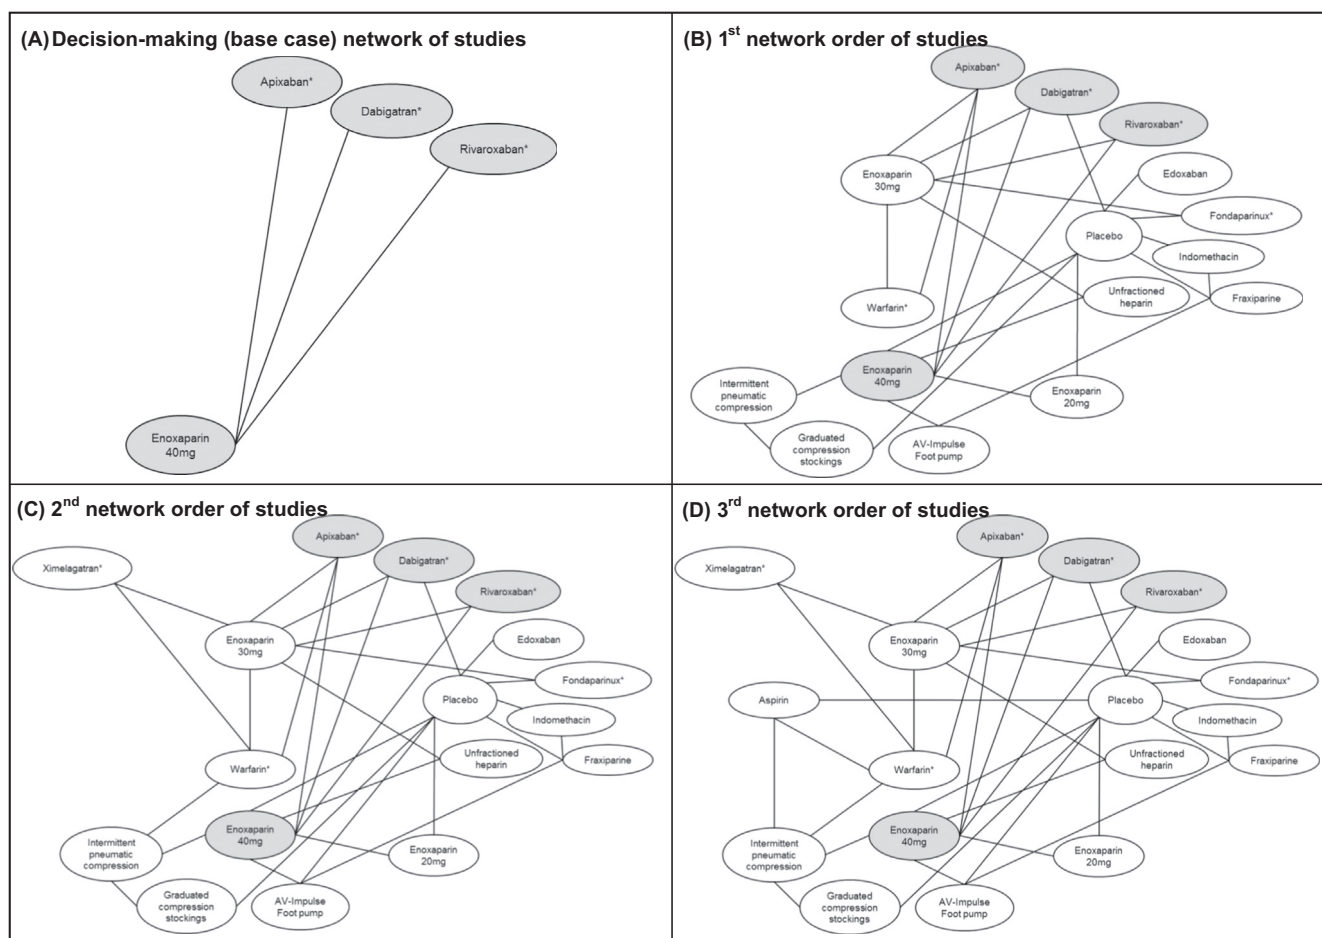 (A) Decision-making (base case) network of studies
Apixaban*
Dabigatran*
Rivaroxaban*
Enoxaparin
40mg
(B) 1st network order of studies
Apixaban*
Dabigatran*
Rivaroxaban*
Enoxaparin
30mg
Edoxaban
Fondaparinux*
Placebo
Indomethacin
Warfarin*
Unfractioned
heparin
Fraxiparine
Enoxaparin
40mg
Intermittent
pneumatic
compression
Enoxaparin
20mg
Graduated
compression
stockings
AV-Impulse
Foot pump
(C) 2nd network order of studies
Apixaban*
Ximelagatran*
Dabigatran*
Rivaroxaban*
Enoxaparin
30mg
Edoxaban
Fondaparinux*
Placebo
Indomethacin
Warfarin*
Unfractioned
heparin
Fraxiparine
Enoxaparin
40mg
Intermittent
pneumatic
compression
Enoxaparin
20mg
Graduated
compression
stockings
AV-Impulse
Foot pump
(D) 3rd network order of studies
Apixaban*
Ximelagatran*
Dabigatran*
Rivaroxaban*
Enoxaparin
30mg
Edoxaban
Fondaparinux*
Aspirin
Placebo
Indomethacin
Warfarin*
Unfractioned
heparin
Fraxiparine
Enoxaparin
40mg
Intermittent
pneumatic
compression
Enoxaparin
20mg
Graduated
compression
stockings
AV-Impulse
Foot pump